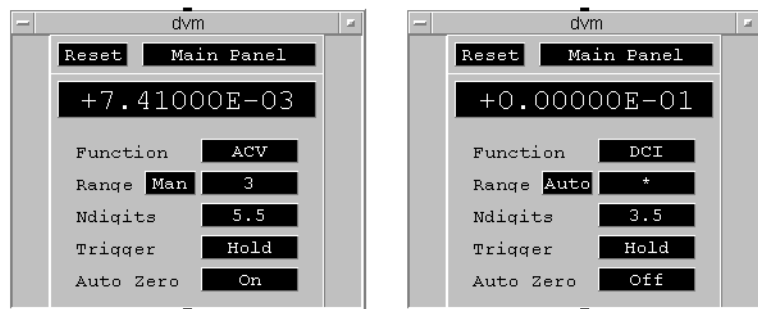 dvm
Reset Main Panel
+7.41000E-03
Function ACV
Range Man 3
Ndigits 5.5
Trigger Hold
Auto Zero On
dvm
Reset Main Panel
+0.00000E-01
Function DCI
Range Auto *
Ndigits 3.5
Trigger Hold
Auto Zero Off